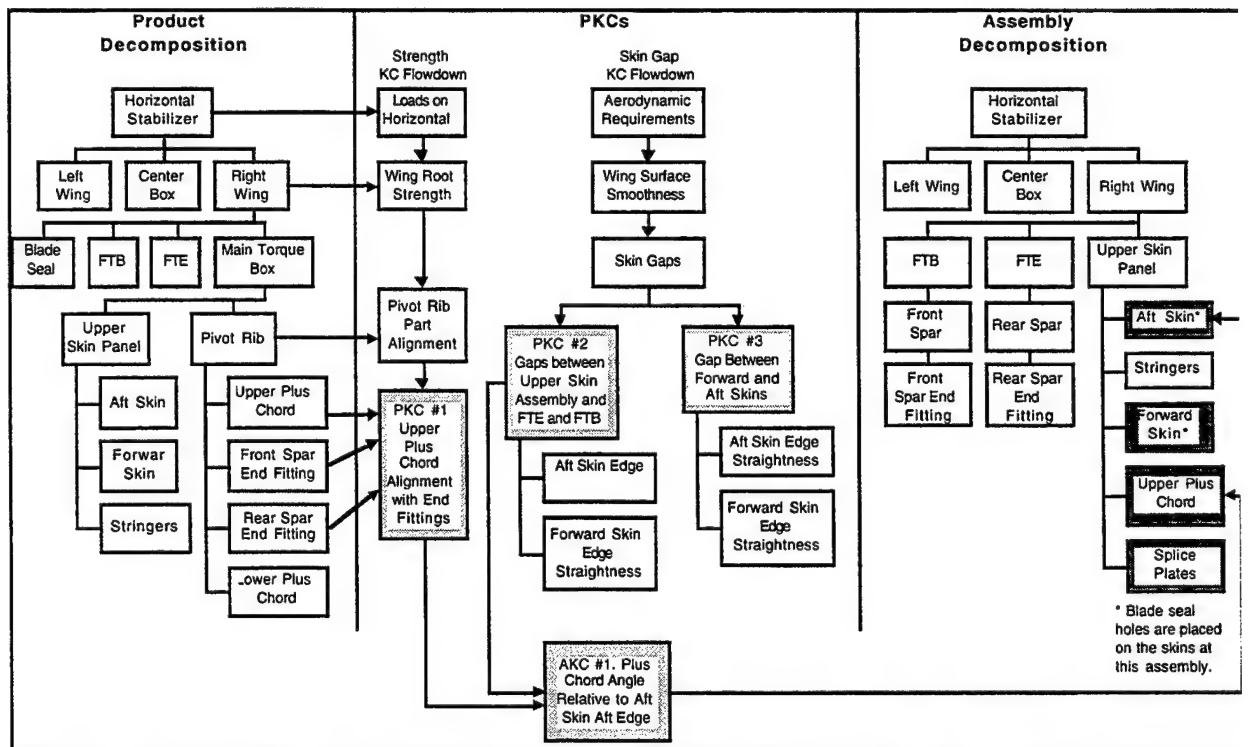 Product
Decomposition
Horizontal
Stabilizer
Left
Wing
Center
Box
Right
Wing
Blade
Seal
FTB
FTE
Main Torque
Box
Upper
Skin Panel
Pivot Rib
Aft Skin
Forwar
Skin
Stringers
Upper Plus
Chord
Front Spar
End Fitting
Rear Spar
End Fitting
Lower Plus
Chord
PKCs
Strength
KC Flowdown
Loads on
Horizontal
Wing Root
Strength
Pivot Rib
Part
Alignment
PKC #1
Upper
Plus
Chord
Alignment
with End
Fittings
Skin Gap
KC Flowdown
Aerodynamic
Requirements
Wing Surface
Smoothness
Skin Gaps
PKC #2
Gaps between
Upper Skin
Assembly and
FTE and FTB
Aft Skin Edge
Forward Skin
Edge
Straightness
PKC #3
Gap Between
Forward and
Aft Skins
Aft Skin Edge
Straightness
Forward Skin
Edge
Straightness
AKC #1. Plus
Chord Angle
Relative to Aft
Skin Aft Edge
Assembly
Decomposition
Horizontal
Stabilizer
Left Wing
Center
Box
Right Wing
FTB
FTE
Upper Skin
Panel
Front
Spar
Rear Spar
Front
Spar End
Fitting
Rear Spar
End
Fitting
Aft Skin*
Stringers
Forward
Skin*
Upper Plus
Chord
Splice
Plates
* Blade seal
holes are placed
on the skins at
this assembly.